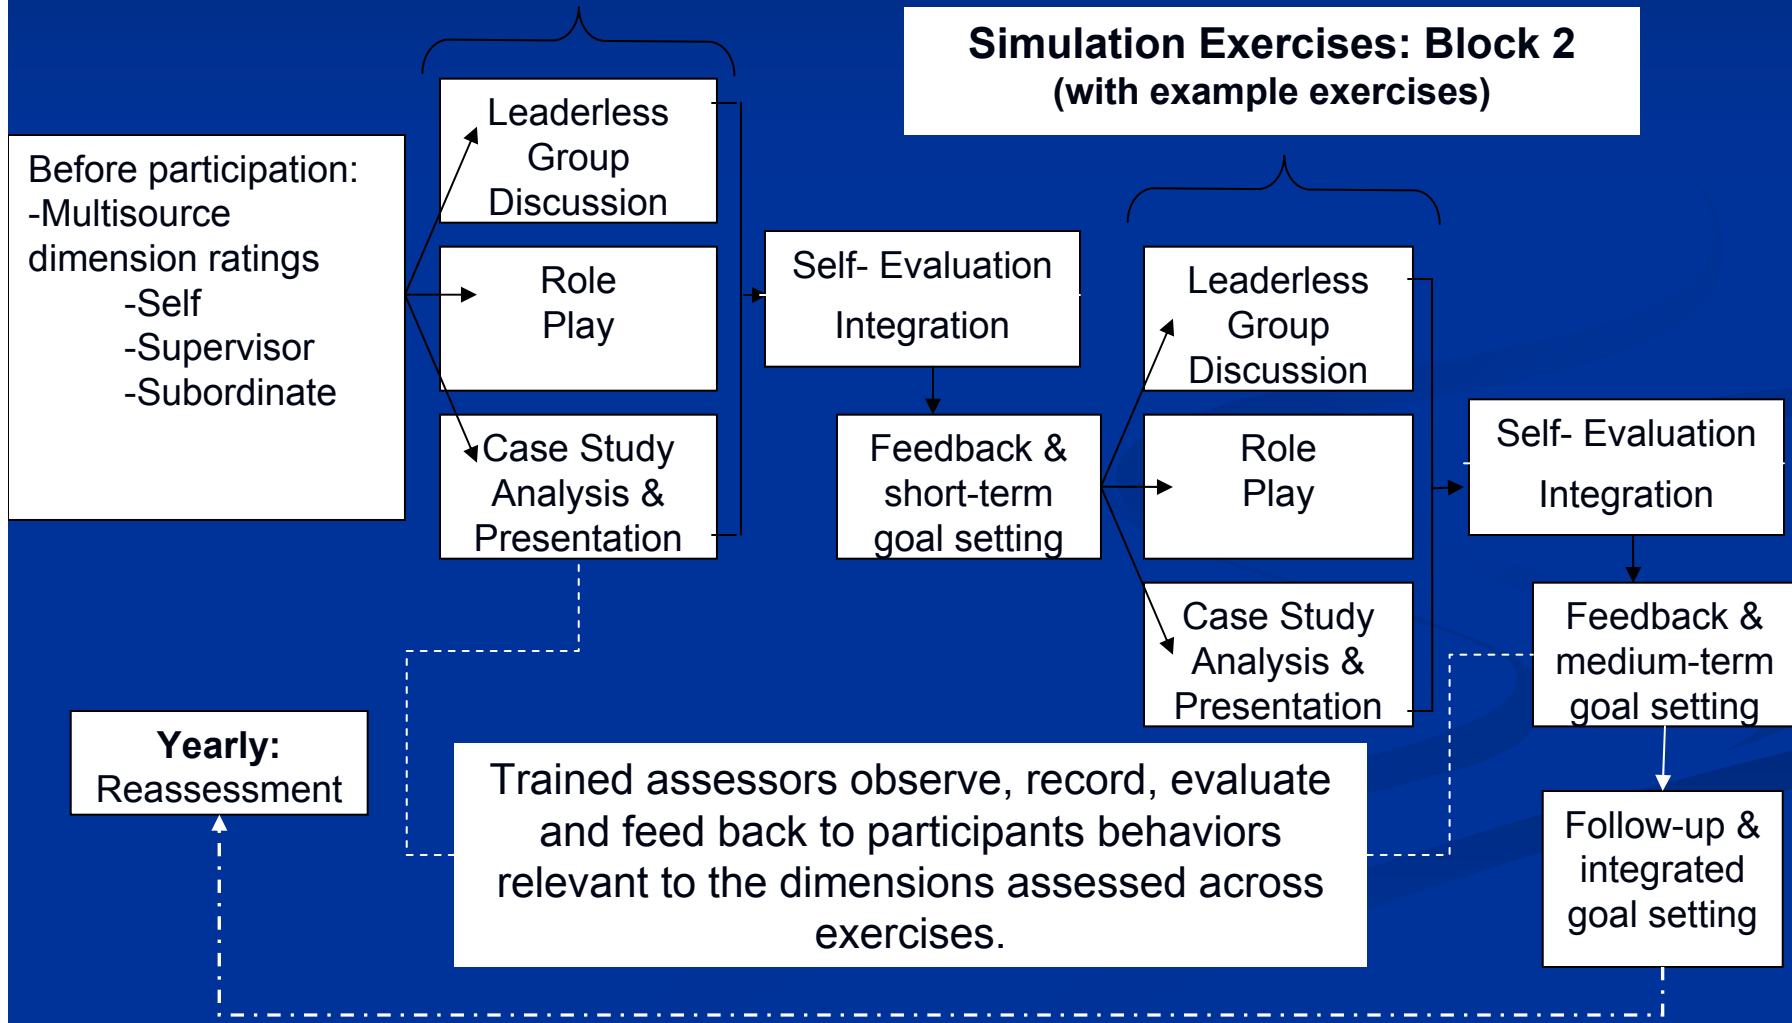 Simulation Exercises: Block 2
(with example exercises)
Before participation:
-Multisource
dimension ratings
-Self
-Supervisor
-Subordinate
Leaderless
Group
Discussion
Role
Play
Case Study
Analysis &
Presentation
Self- Evaluation
Integration
Feedback &
short-term
goal setting
Leaderless
Group
Discussion
Role
Play
Case Study
Analysis &
Presentation
Self- Evaluation
Integration
Feedback &
medium-term
goal setting
Follow-up &
integrated
goal setting
Yearly:
Reassessment
Trained assessors observe, record, evaluate
and feed back to participants behaviors
relevant to the dimensions assessed across
exercises.